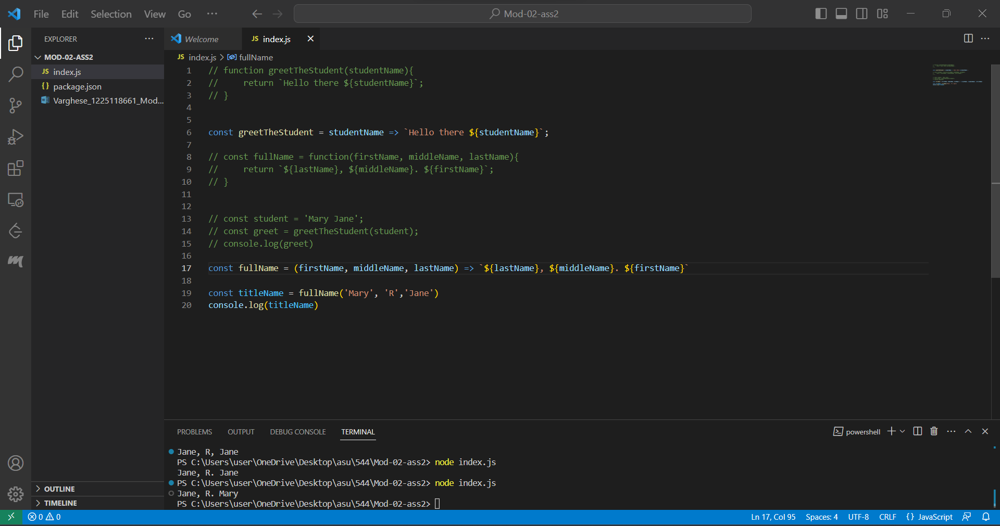 File Edit Selection View Go ··· Mod-02-ass2
EXPLORER ···
MOD-02-ASS2
JS index.js
{} package.json
Varghese_1225118661_Mod...
OUTLINE
TIMELINE
Welcome JS index.js
JS index.js > fullName
1 // function greetTheStudent(studentName){
2 //     return `Hello there ${studentName}`;
3 // }
4
5
6 const greetTheStudent = studentName => `Hello there ${studentName}`;
7
8 // const fullName = function(firstName, middleName, lastName){
9 //     return `${lastName}, ${middleName}. ${firstName}`;
10 // }
11
12
13 // const student = 'Mary Jane';
14 // const greet = greetTheStudent(student);
15 // console.log(greet)
16
17 const fullName = (firstName, middleName, lastName) => `${lastName}, ${middleName}. ${firstName}`
18
19 const titleName = fullName('Mary', 'R','Jane')
20 console.log(titleName)
PROBLEMS OUTPUT DEBUG CONSOLE TERMINAL powershell
Jane, R, Jane
PS C:\Users\user\OneDrive\Desktop\asu\544\Mod-02-ass2> node index.js
Jane, R. Jane
PS C:\Users\user\OneDrive\Desktop\asu\544\Mod-02-ass2> node index.js
Jane, R. Mary
PS C:\Users\user\OneDrive\Desktop\asu\544\Mod-02-ass2>
0 0 Ln 17, Col 95 Spaces: 4 UTF-8 CRLF {} JavaScript